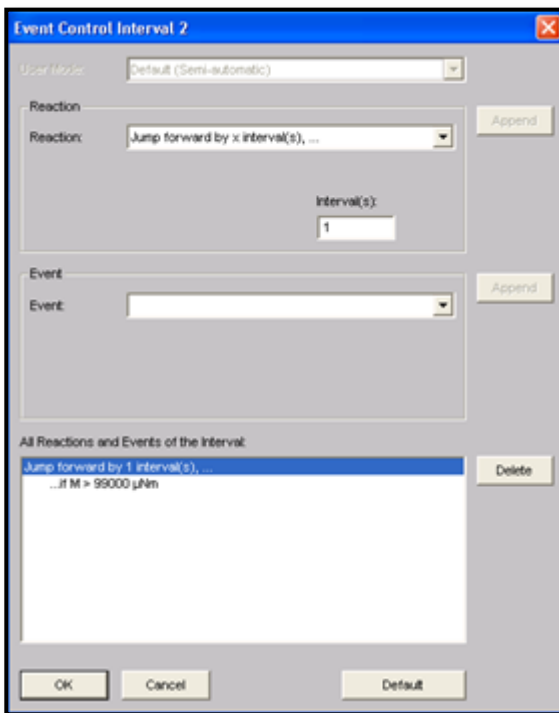 Event Control Interval 2
User Mode: Default (Semi-automatic)
Reaction
Append
Reaction: Jump forward by x interval(s), ...
Interval(s):
1
Event
Append
Event:
All Reactions and Events of the Interval:
Jump forward by 1 interval(s), ...
...if M > 99000 µNm
Delete
OK Cancel Default